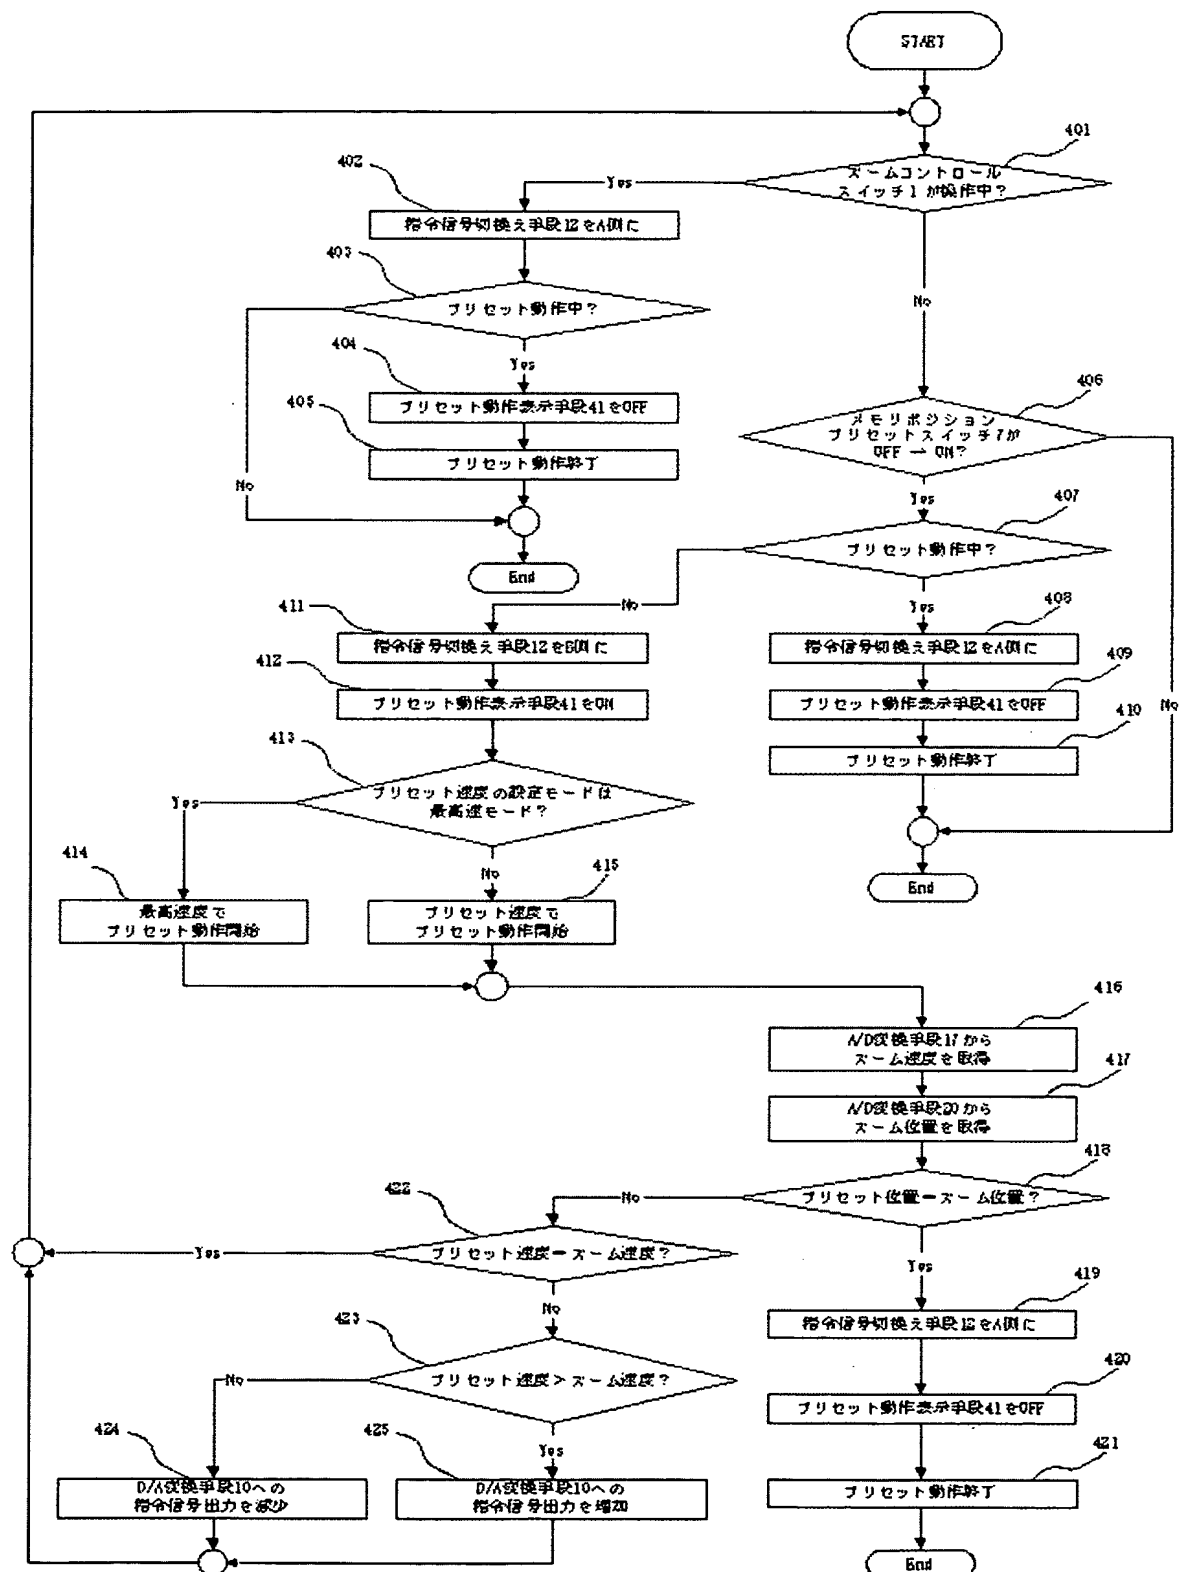 START
401
ズームコントロール
スイッチ1が操作中?
Yes
No
402
指令信号切換え手段12をA側に
403
プリセット動作中?
Yes
No
404
プリセット動作表示手段41をOFF
405
プリセット動作終了
End
406
メモリポジション
プリセットスイッチ7が
OFF → ON?
Yes
No
407
プリセット動作中?
Yes
No
408
指令信号切換え手段12をA側に
409
プリセット動作表示手段41をOFF
410
プリセット動作終了
End
411
指令信号切換え手段12をB側に
412
プリセット動作表示手段41をON
413
プリセット速度の設定モードは
最高速モード?
Yes
No
414
最高速度で
プリセット動作開始
415
プリセット速度で
プリセット動作開始
416
A/D変換手段17から
ズーム速度を取得
417
A/D変換手段20から
ズーム位置を取得
418
プリセット位置=ズーム位置?
No
Yes
419
指令信号切換え手段12をA側に
420
プリセット動作表示手段41をOFF
421
プリセット動作終了
End
422
プリセット速度=ズーム速度?
Yes
No
423
プリセット速度>ズーム速度?
No
Yes
424
D/A変換手段10への
指令信号出力を減少
425
D/A変換手段10への
指令信号出力を増加